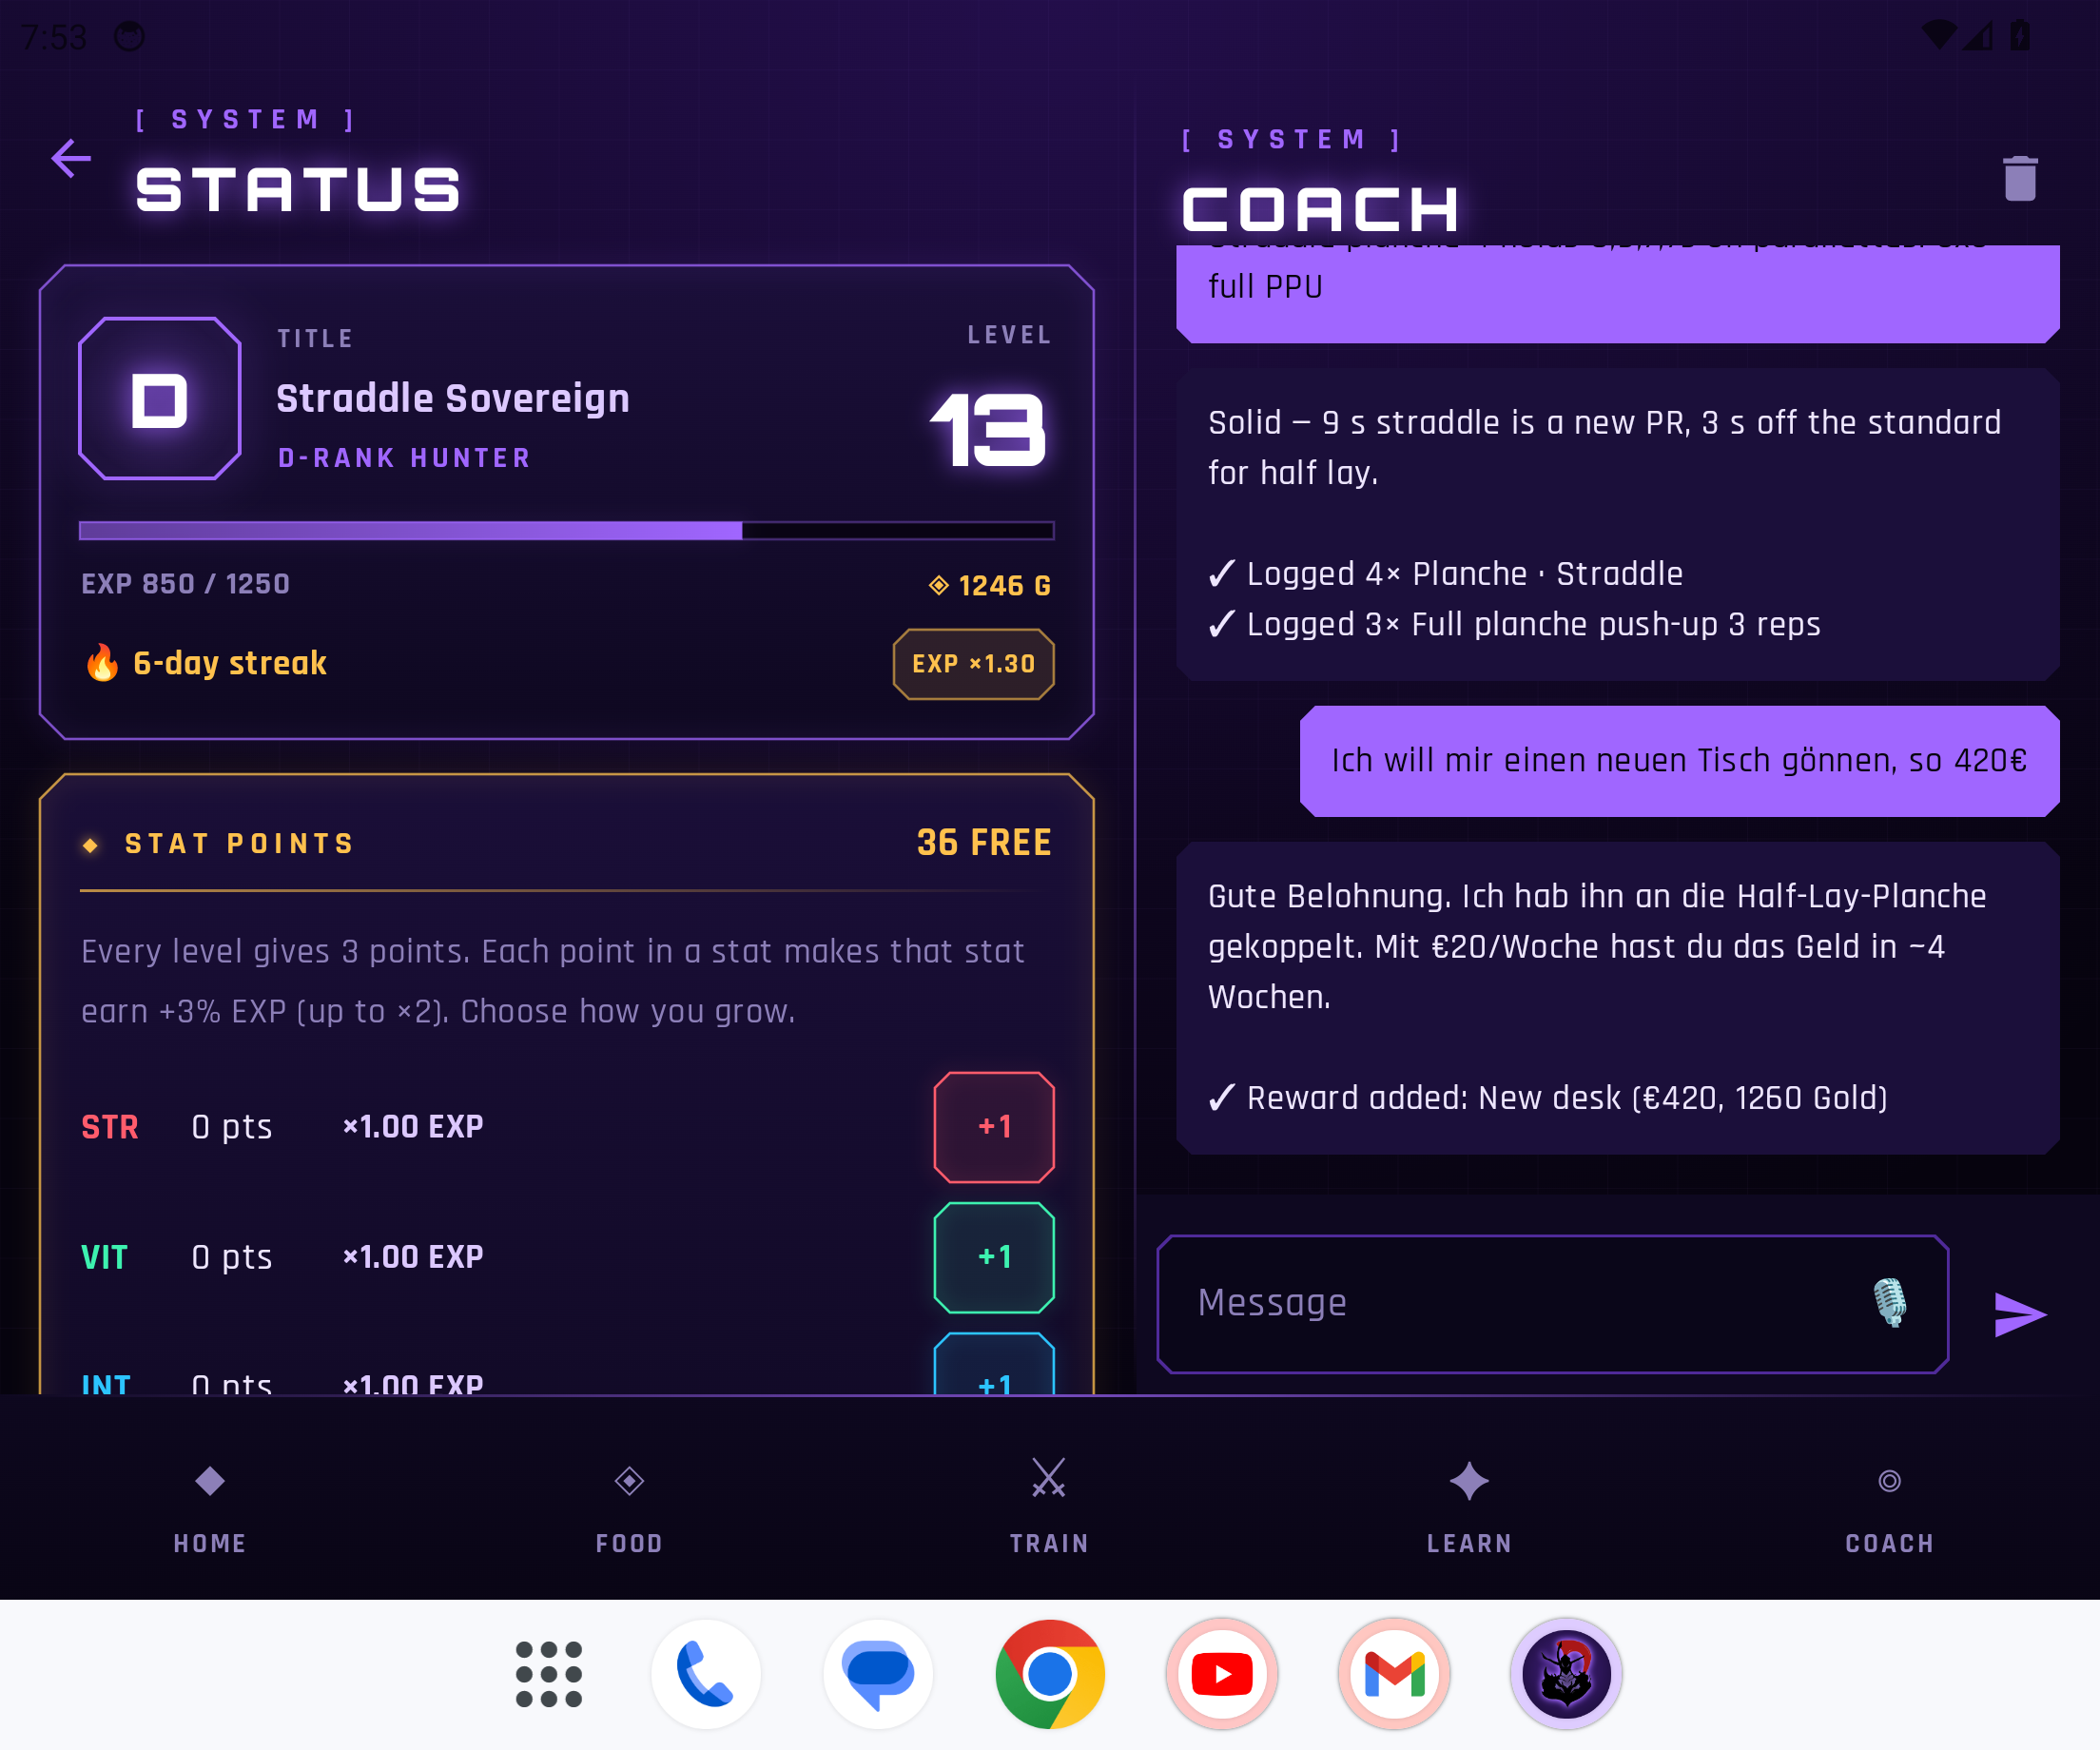 7:53
[ SYSTEM ]
STATUS
D
TITLE
Straddle Sovereign
D-RANK HUNTER
LEVEL
13
EXP 850 / 1250
1246 G
🔥 6-day streak
EXP ×1.30
STAT POINTS
36 FREE
Every level gives 3 points. Each point in a stat makes that stat
earn +3% EXP (up to ×2). Choose how you grow.
STR 0 pts ×1.00 EXP +1
VIT 0 pts ×1.00 EXP +1
INT 0 pts ×1.00 EXP +1
[ SYSTEM ]
COACH
full PPU
Solid – 9 s straddle is a new PR, 3 s off the standard
for half lay.
✓ Logged 4× Planche · Straddle
✓ Logged 3× Full planche push-up 3 reps
Ich will mir einen neuen Tisch gönnen, so 420€
Gute Belohnung. Ich hab ihn an die Half-Lay-Planche
gekoppelt. Mit €20/Woche hast du das Geld in ~4
Wochen.
✓ Reward added: New desk (€420, 1260 Gold)
Message
HOME
FOOD
TRAIN
LEARN
COACH